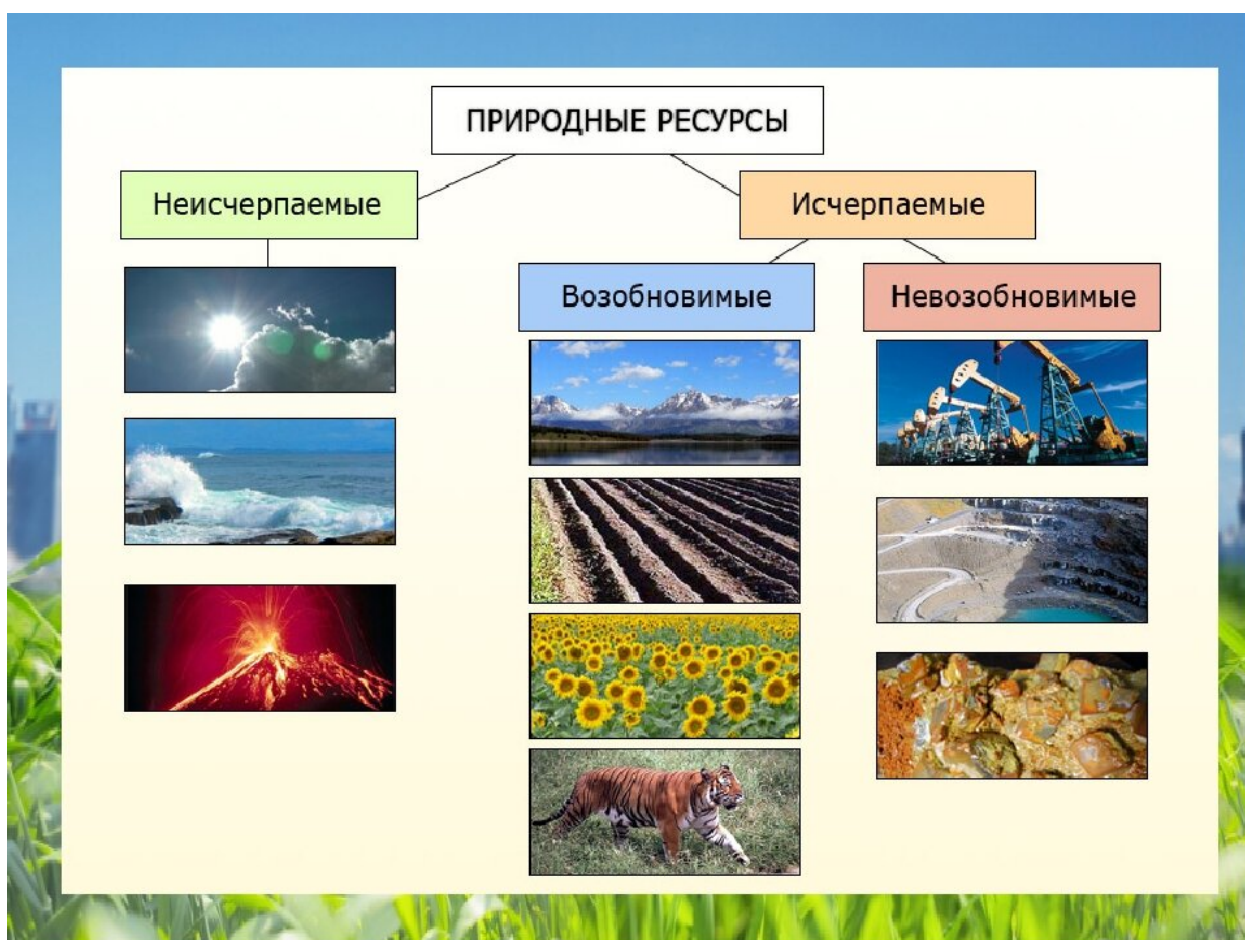 ПРИРОДНЫЕ РЕСУРСЫ
Неисчерпаемые
Исчерпаемые
Возобновимые
Невозобновимые